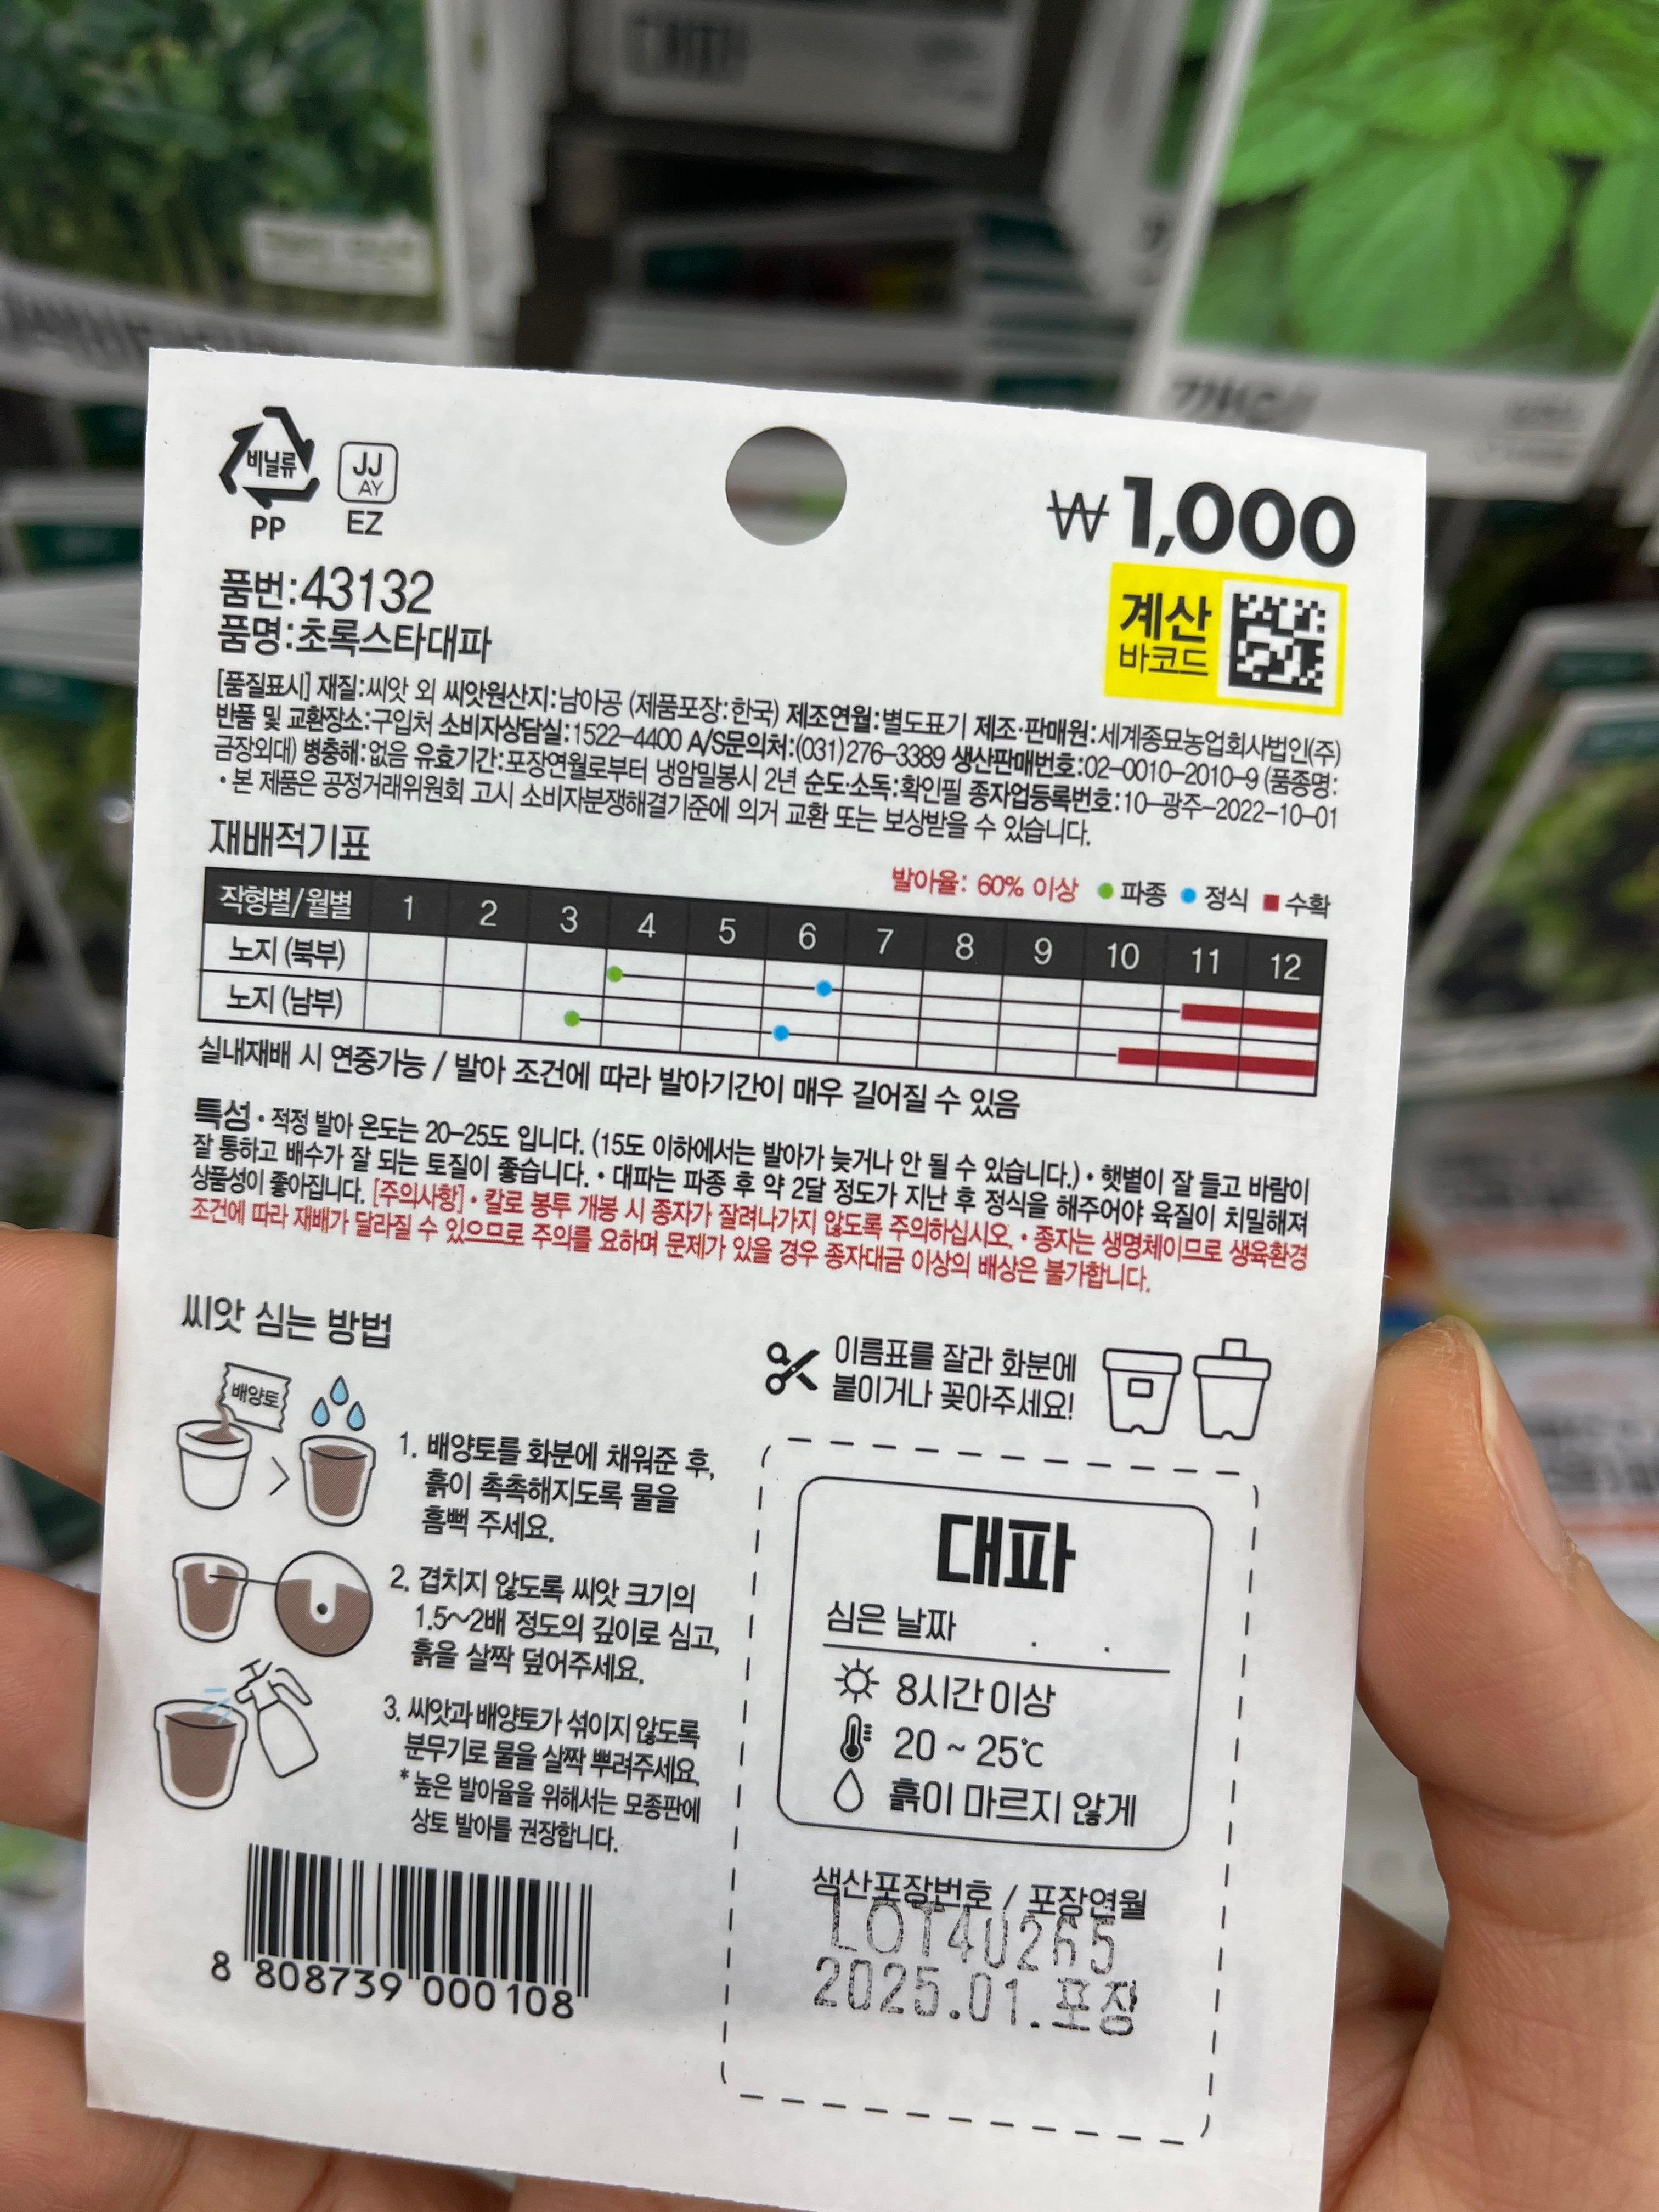 대파
비닐류
PP
JJ
AY
EZ
₩1,000
계산
바코드
품번:43132
품명:초록스타대파
[품질표시] 재질:씨앗 외 씨앗원산지:남아공 (제품포장:한국) 제조연월:별도표기 제조·판매원:세계종묘농업회사법인(주)
반품 및 교환장소:구입처 소비자상담실:1522-4400 A/S문의처:(031)276-3389 생산판매번호:02-0010-2010-9 (품종명:
금장외대) 병충해:없음 유효기간:포장연월로부터 냉암밀봉시 2년 순도·소독:확인필 종자업등록번호:10-광주-2022-10-01
· 본 제품은 공정거래위원회 고시 소비자분쟁해결기준에 의거 교환 또는 보상받을 수 있습니다.
재배적기표
발아율: 60% 이상 ● 파종 ● 정식 ■ 수확
작형별/월별 1 2 3 4 5 6 7 8 9 10 11 12
노지 (북부)
노지 (남부)
실내재배 시 연중가능 / 발아 조건에 따라 발아기간이 매우 길어질 수 있음
특성 · 적정 발아 온도는 20-25도 입니다. (15도 이하에서는 발아가 늦거나 안 될 수 있습니다.) · 햇볕이 잘 들고 바람이
잘 통하고 배수가 잘 되는 토질이 좋습니다. · 대파는 파종 후 약 2달 정도가 지난 후 정식을 해주어야 육질이 치밀해져
상품성이 좋아집니다. [주의사항] · 칼로 봉투 개봉 시 종자가 잘려나가지 않도록 주의하십시오. · 종자는 생명체이므로 생육환경
조건에 따라 재배가 달라질 수 있으므로 주의를 요하며 문제가 있을 경우 종자대금 이상의 배상은 불가합니다.
씨앗 심는 방법
배양토
1. 배양토를 화분에 채워준 후,
흙이 촉촉해지도록 물을
흠뻑 주세요.
2. 겹치지 않도록 씨앗 크기의
1.5~2배 정도의 깊이로 심고,
흙을 살짝 덮어주세요.
3. 씨앗과 배양토가 섞이지 않도록
분무기로 물을 살짝 뿌려주세요.
* 높은 발아율을 위해서는 모종판에
상토 발아를 권장합니다.
8 808739 000108
이름표를 잘라 화분에
붙이거나 꽂아주세요!
대파
심은 날짜 . .
8시간 이상
20 ~ 25℃
흙이 마르지 않게
생산포장번호 / 포장연월
LOT40265
2025.01.포장